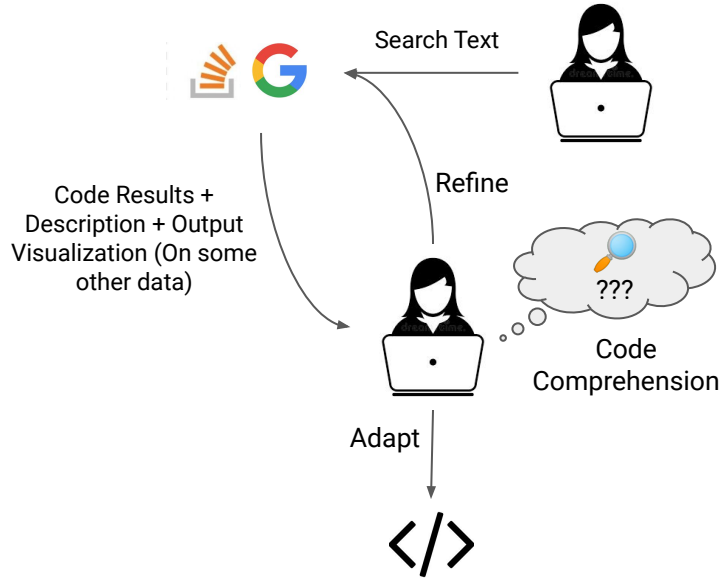 Search Text
Refine
Code Results +
Description + Output
Visualization (On some
other data)
???
Code
Comprehension
Adapt
</>